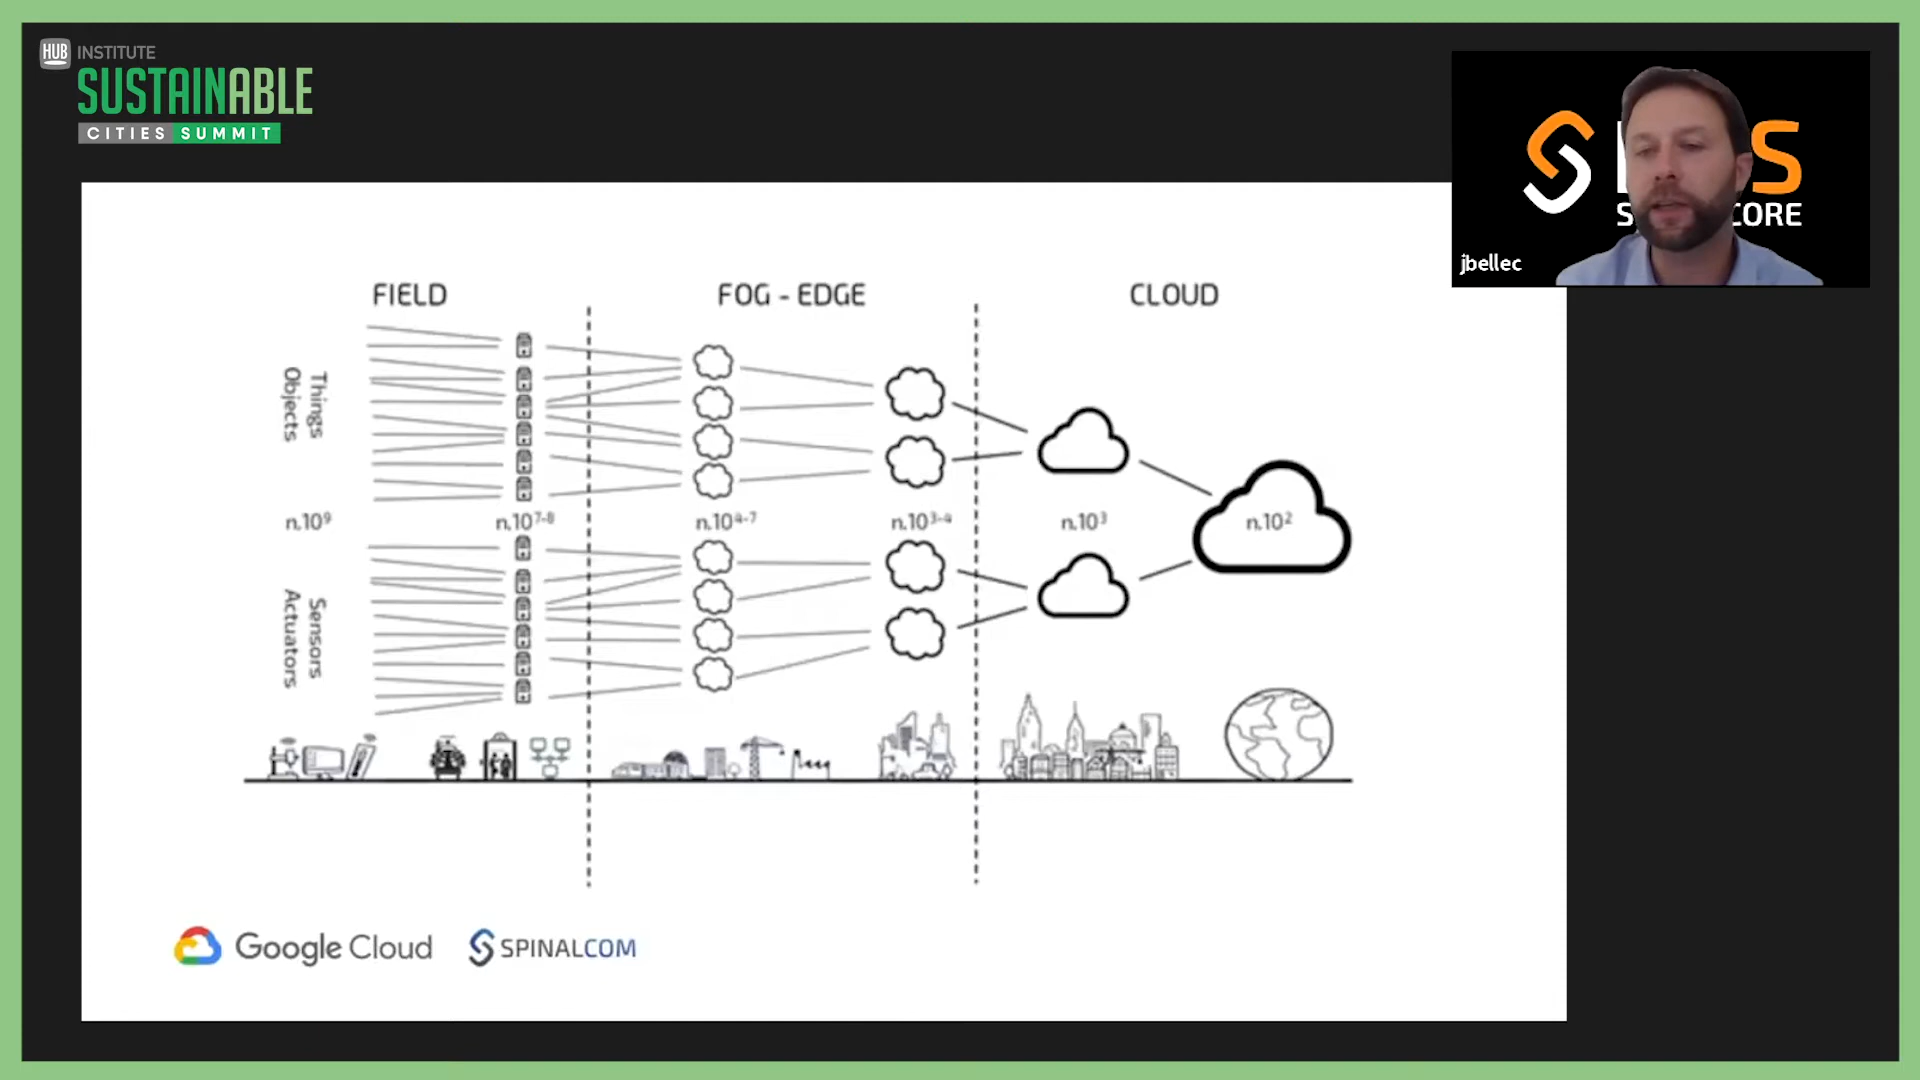 HUB INSTITUTE
SUSTAINABLE
CITIES SUMMIT
S
CORE
jbellec
FIELD
FOG - EDGE
CLOUD
Things
Objects
n.10⁹
n.10⁷⁻⁸
n.10⁴⁻⁷
n.10³⁻⁴
n.10³
n.10²
Sensors
Actuators
Google Cloud
SPINALCOM